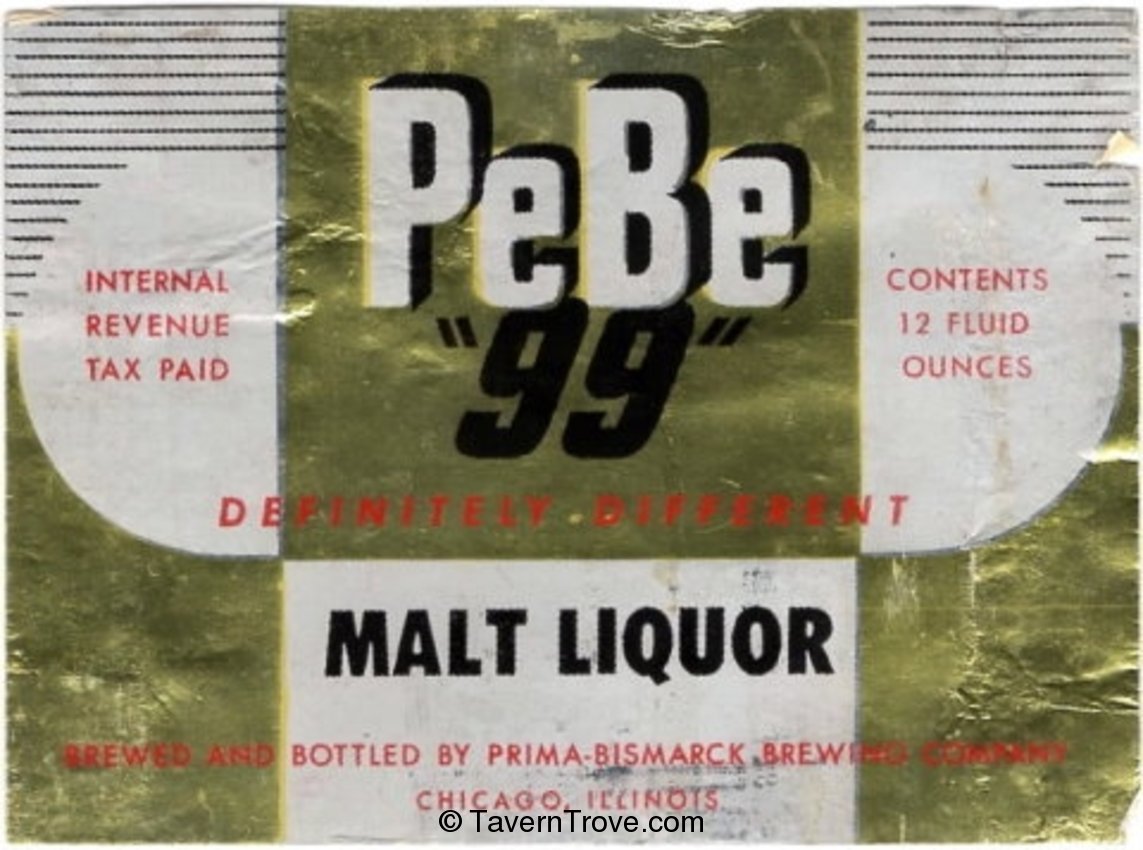 PeBe
"99"
INTERNAL
REVENUE
TAX PAID
CONTENTS
12 FLUID
OUNCES
DEFINITELY DIFFERENT
MALT LIQUOR
BREWED AND BOTTLED BY PRIMA-BISMARCK BREWING COMPANY
CHICAGO, ILLINOIS
© TavernTrove.com